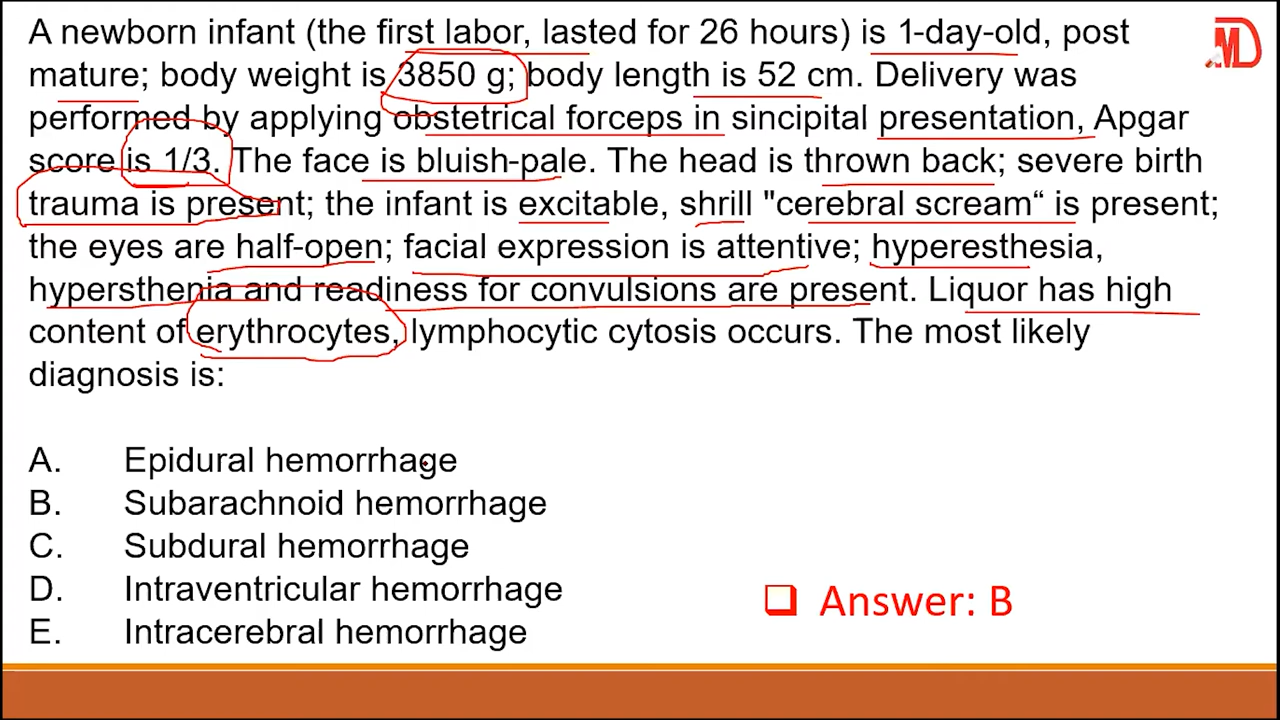 A newborn infant (the first labor, lasted for 26 hours) is 1-day-old, post
mature; body weight is 3850 g; body length is 52 cm. Delivery was
performed by applying obstetrical forceps in sincipital presentation, Apgar
score is 1/3. The face is bluish-pale. The head is thrown back; severe birth
trauma is present; the infant is excitable, shrill "cerebral scream“ is present;
the eyes are half-open; facial expression is attentive; hyperesthesia,
hypersthenia and readiness for convulsions are present. Liquor has high
content of erythrocytes, lymphocytic cytosis occurs. The most likely
diagnosis is:
A. Epidural hemorrhage
B. Subarachnoid hemorrhage
C. Subdural hemorrhage
D. Intraventricular hemorrhage
E. Intracerebral hemorrhage
❑ Answer: B
MD